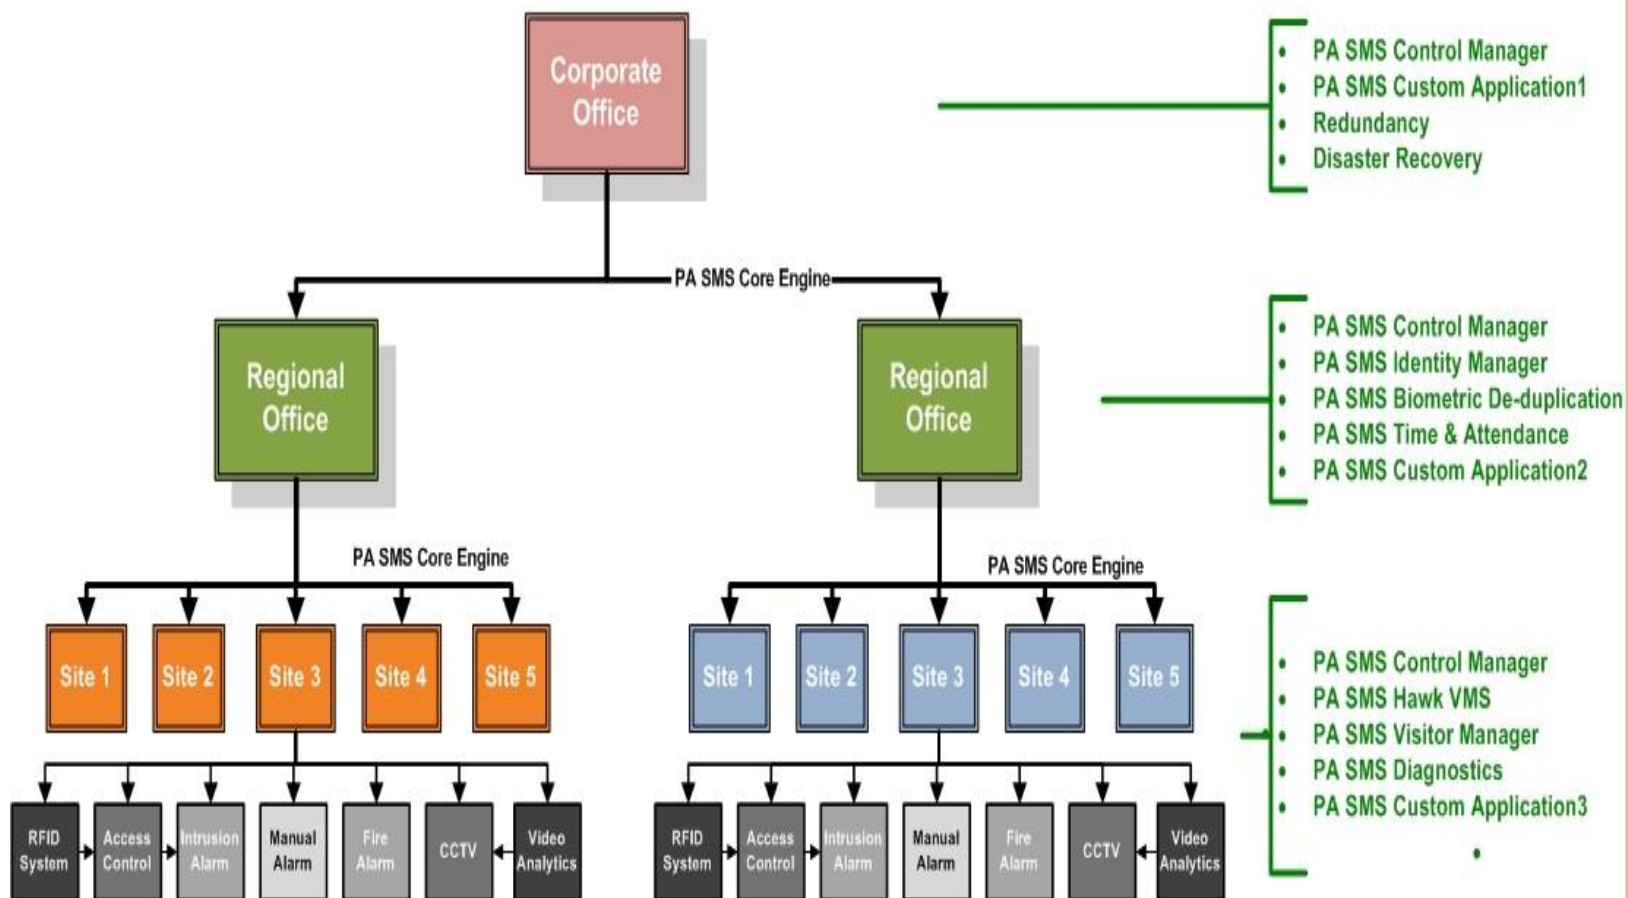 Corporate
Office
• PA SMS Control Manager
• PA SMS Custom Application1
• Redundancy
• Disaster Recovery
PA SMS Core Engine
Regional
Office
Regional
Office
• PA SMS Control Manager
• PA SMS Identity Manager
• PA SMS Biometric De-duplication
• PA SMS Time & Attendance
• PA SMS Custom Application2
PA SMS Core Engine
PA SMS Core Engine
Site 1
Site 2
Site 3
Site 4
Site 5
Site 1
Site 2
Site 3
Site 4
Site 5
• PA SMS Control Manager
• PA SMS Hawk VMS
• PA SMS Visitor Manager
• PA SMS Diagnostics
• PA SMS Custom Application3
•
RFID
System
Access
Control
Intrusion
Alarm
Manual
Alarm
Fire
Alarm
CCTV
Video
Analytics
RFID
System
Access
Control
Intrusion
Alarm
Manual
Alarm
Fire
Alarm
CCTV
Video
Analytics